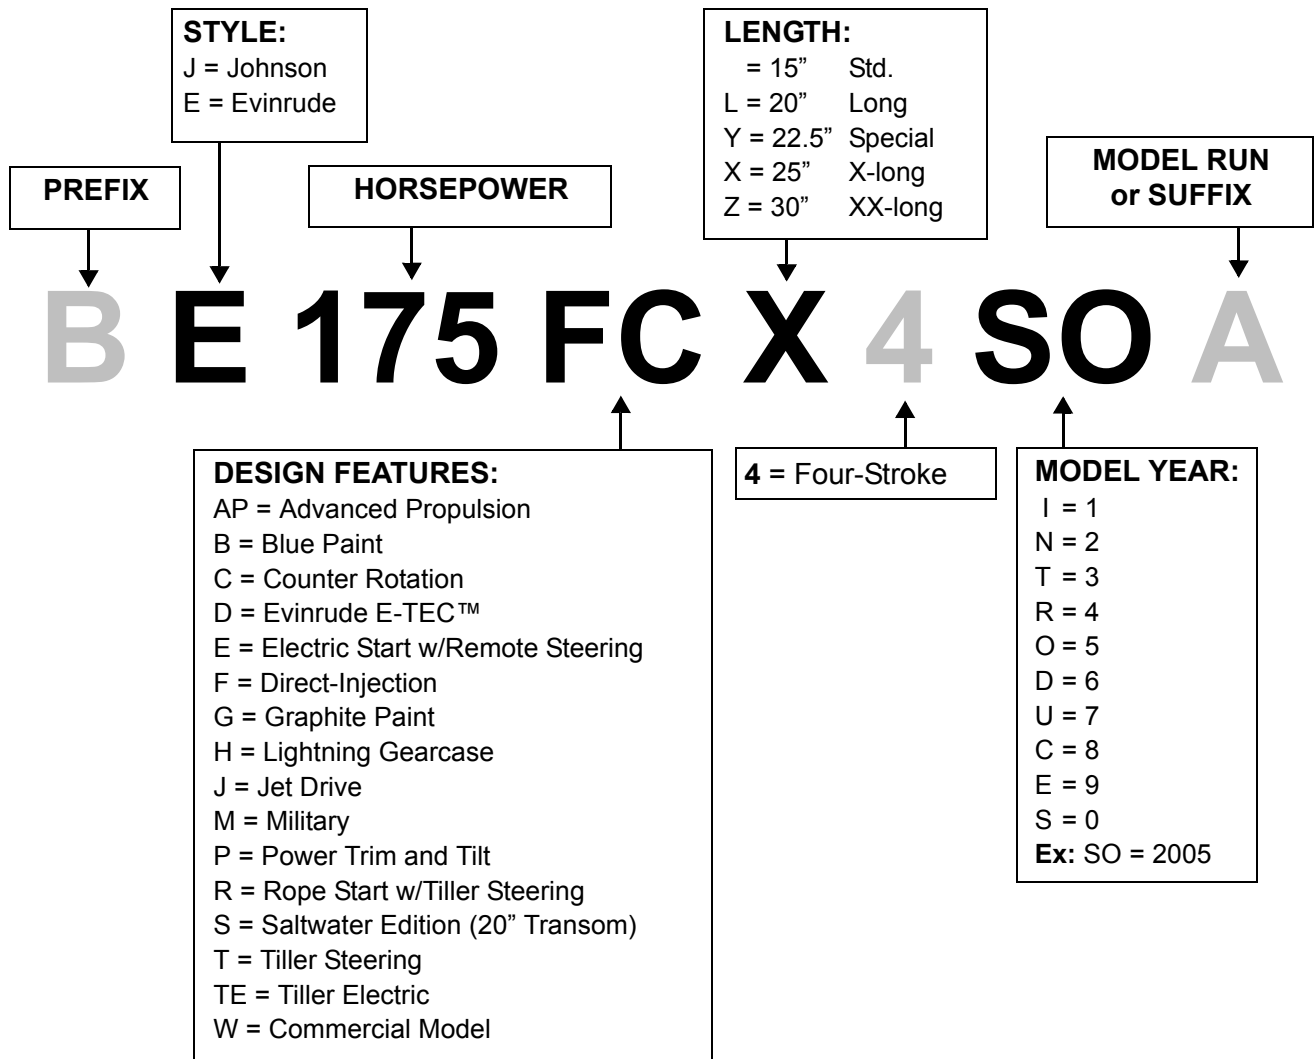 STYLE:
J = Johnson
E = Evinrude
LENGTH:
= 15” Std.
L = 20” Long
Y = 22.5” Special
X = 25” X-long
Z = 30” XX-long
PREFIX
HORSEPOWER
MODEL RUN
or SUFFIX
B E 175 FC X 4 SO A
DESIGN FEATURES:
AP = Advanced Propulsion
B = Blue Paint
C = Counter Rotation
D = Evinrude E-TEC™
E = Electric Start w/Remote Steering
F = Direct-Injection
G = Graphite Paint
H = Lightning Gearcase
J = Jet Drive
M = Military
P = Power Trim and Tilt
R = Rope Start w/Tiller Steering
S = Saltwater Edition (20” Transom)
T = Tiller Steering
TE = Tiller Electric
W = Commercial Model
4 = Four-Stroke
MODEL YEAR:
I = 1
N = 2
T = 3
R = 4
O = 5
D = 6
U = 7
C = 8
E = 9
S = 0
Ex: SO = 2005